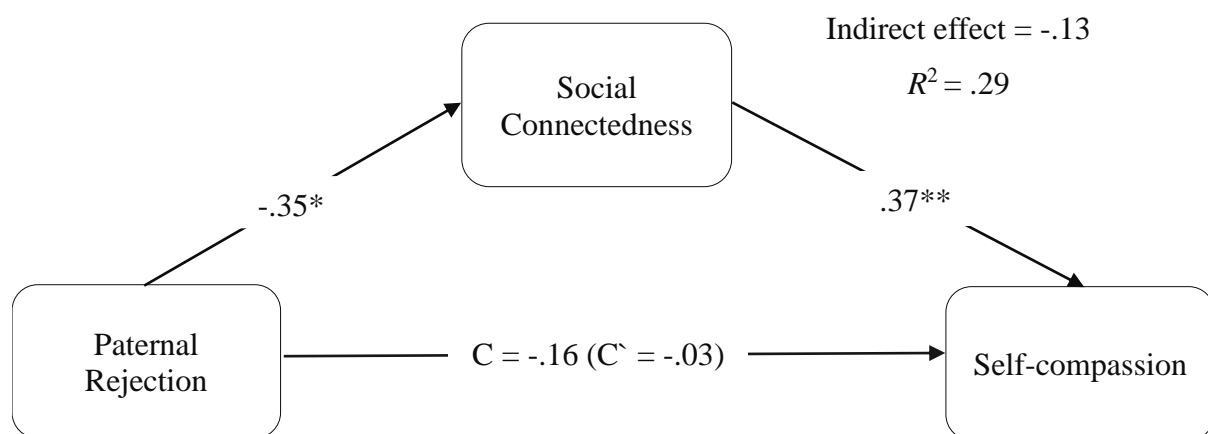 Indirect effect = -.13
R² = .29
Social
Connectedness
-.35*
.37**
Paternal
Rejection
C = -.16 (C` = -.03)
Self-compassion